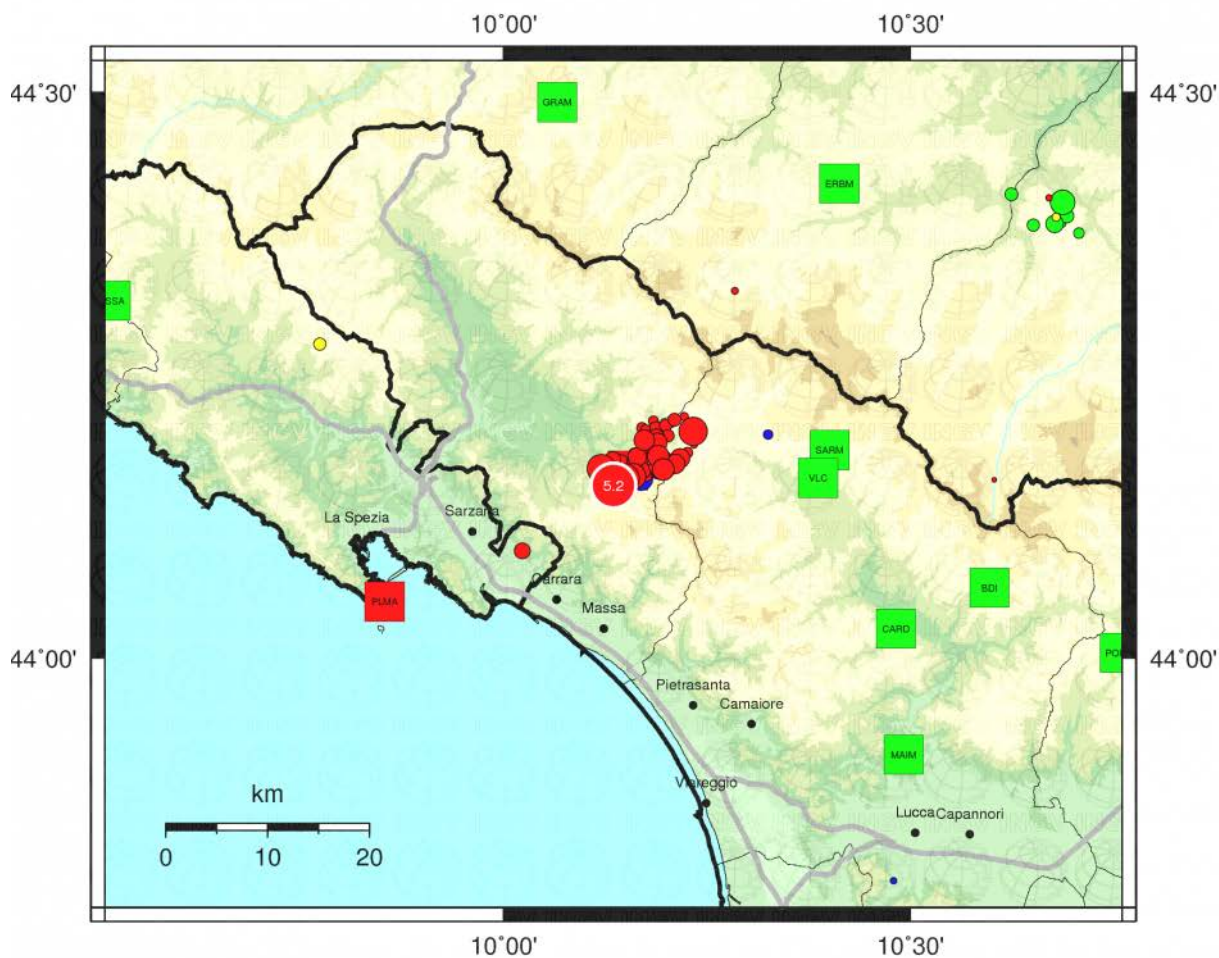 10°00' 10°30'
44°30' 44°30'
GRAM
ERBM
SSA
5.2
SARM
VLC
La Spezia
Sarzana
BDI
Carrara
PLMA
Massa
CARD
44°00' 44°00'
Pietrasanta
Camaiore
MAIM
Viareggio
km
Lucca Capannori
0 10 20
10°00' 10°30'